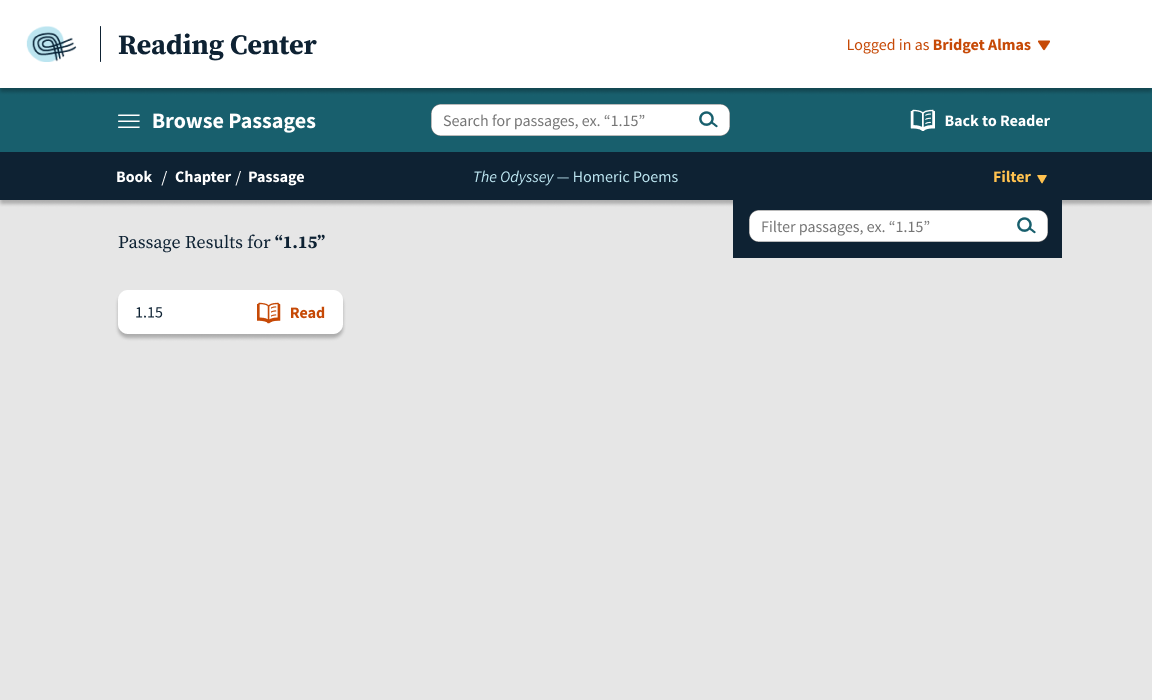 Reading Center
Logged in as Bridget Almas
Browse Passages
Search for passages, ex. “1.15”
Back to Reader
Book / Chapter / Passage
The Odyssey — Homeric Poems
Filter
Filter passages, ex. “1.15”
Passage Results for “1.15”
1.15
Read